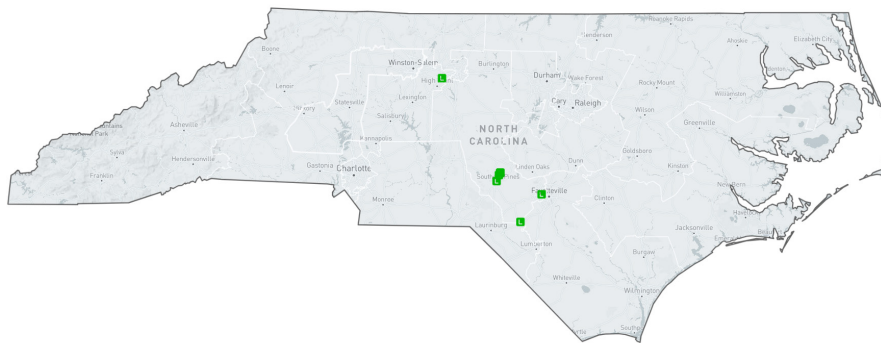 Roanoke Rapids
Elizabeth City
Ahoskie
Henderson
Boone
Winston-Salem
Burlington
Durham
Wake Forest
High
L
Rocky Mount
Williamston
Lenoir
Statesville
Lexington
Cary
Raleigh
Wilson
Greenville
Salisbury
Asheville
NORTH
CAROLINA
Goldsboro
Kinston
Hendersonville
Gastonia
Charlotte
Dunn
Franklin
L
L
Fayetteville
Clinton
New Bern
Monroe
L
Laurinburg
Jacksonville
Lumberton
Burgaw
Whiteville
Wilmington